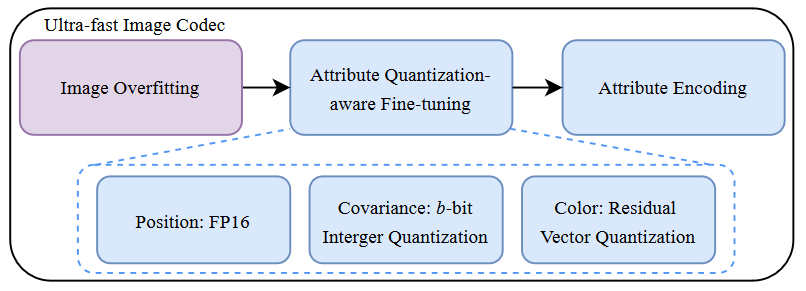 Ultra-fast Image Codec
Image Overfitting
Attribute Quantization-
aware Fine-tuning
Attribute Encoding
Position: FP16
Covariance: b-bit
Interger Quantization
Color: Residual
Vector Quantization